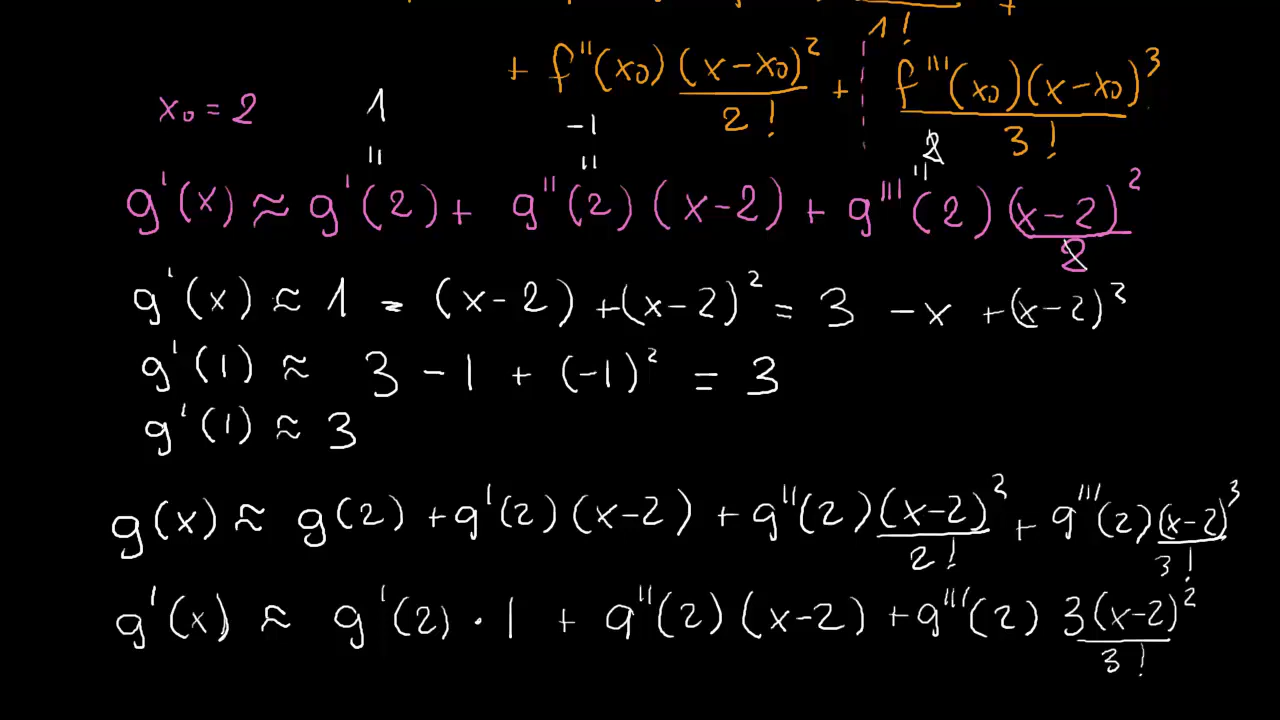 1! +
+ f''(x₀) (x-x₀)²/2! + f'''(x₀)(x-x₀)³/3!
x₀ = 2
1 -1 2
" " "
g'(x) ≈ g'(2) + g''(2) (x-2) + g'''(2) (x-2)²/2
g'(x) ≈ 1 - (x-2) + (x-2)² = 3 -x + (x-2)²
g'(1) ≈ 3 - 1 + (-1)² = 3
g'(1) ≈ 3
g(x) ≈ g(2) + g'(2) (x-2) + g''(2) (x-2)²/2! + g'''(2) (x-2)³/3!
g'(x) ≈ g'(2) · 1 + g''(2) (x-2) + g'''(2) 3(x-2)²/3!